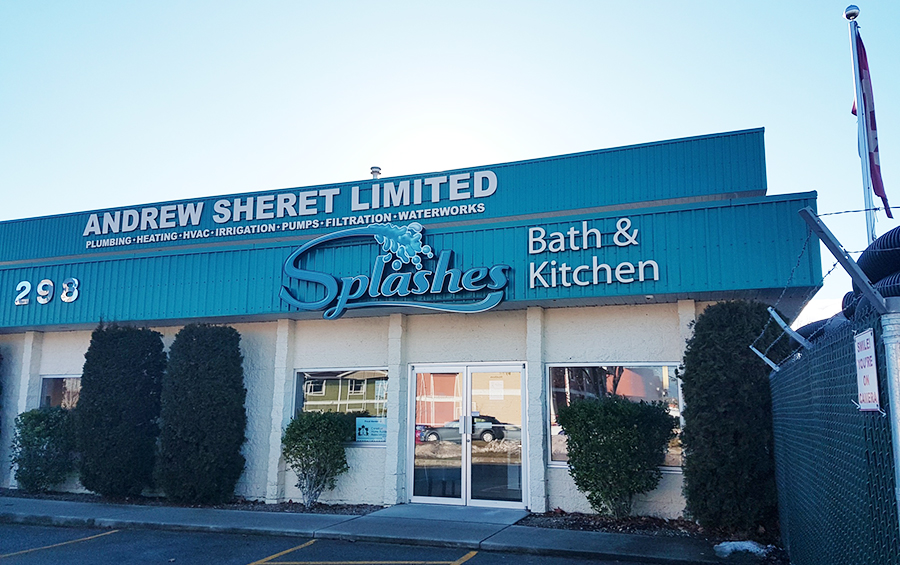 ANDREW SHERET LIMITED
PLUMBING • HEATING • HVAC • IRRIGATION • PUMPS • FILTRATION • WATERWORKS
298
Splashes
Bath &
Kitchen
SMILE!
YOU'RE
ON
CAMERA